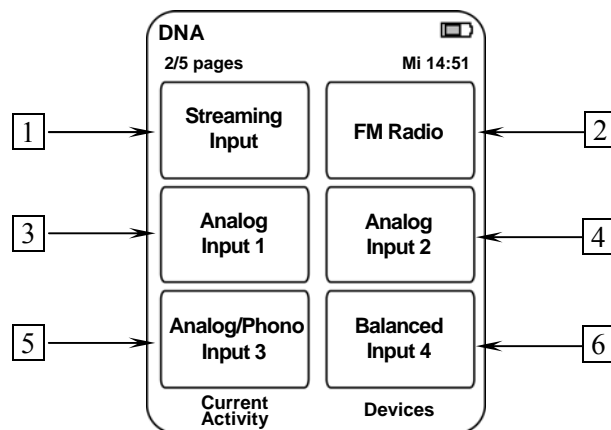 DNA
2/5 pages Mi 14:51
1
Streaming
Input
FM Radio
2
3
Analog
Input 1
Analog
Input 2
4
5
Analog/Phono
Input 3
Balanced
Input 4
6
Current
Activity
Devices